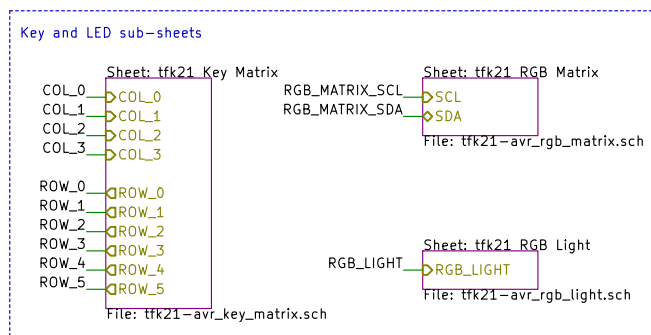 Key and LED sub-sheets
Sheet: tfk21 Key Matrix
COL_0 COL_0
COL_1 COL_1
COL_2 COL_2
COL_3 COL_3
ROW_0 ROW_0
ROW_1 ROW_1
ROW_2 ROW_2
ROW_3 ROW_3
ROW_4 ROW_4
ROW_5 ROW_5
File: tfk21-avr_key_matrix.sch
Sheet: tfk21 RGB Matrix
RGB_MATRIX_SCL SCL
RGB_MATRIX_SDA SDA
File: tfk21-avr_rgb_matrix.sch
Sheet: tfk21 RGB Light
RGB_LIGHT RGB_LIGHT
File: tfk21-avr_rgb_light.sch